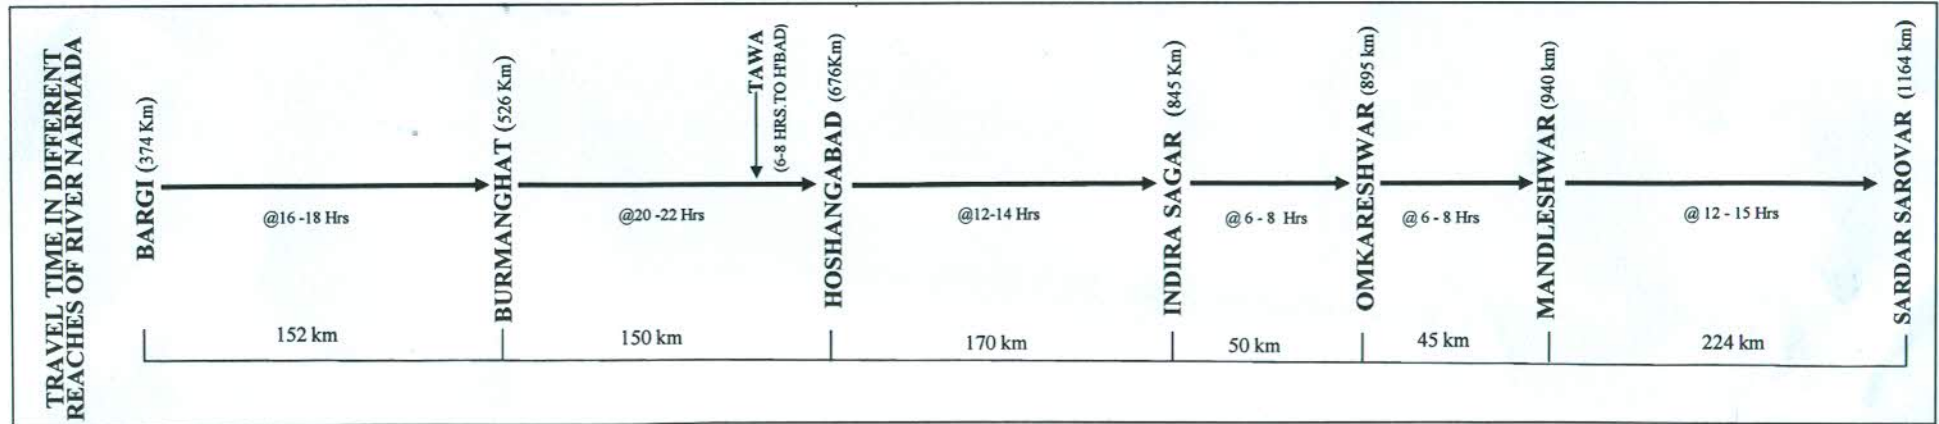 TRAVEL TIME IN DIFFERENT
REACHES OF RIVER NARMADA
BARGI (374 Km)
@16 -18 Hrs
152 km
BURMANGHAT (526 Km)
@20 -22 Hrs
150 km
TAWA
(6-8 HRS.TO H'BAD)
HOSHANGABAD (676Km)
@12-14 Hrs
170 km
INDIRA SAGAR (845 Km)
@ 6 - 8 Hrs
50 km
OMKARESHWAR (895 km)
@ 6 - 8 Hrs
45 km
MANDLESHWAR (940 km)
@ 12 - 15 Hrs
224 km
SARDAR SAROVAR (1164 km)